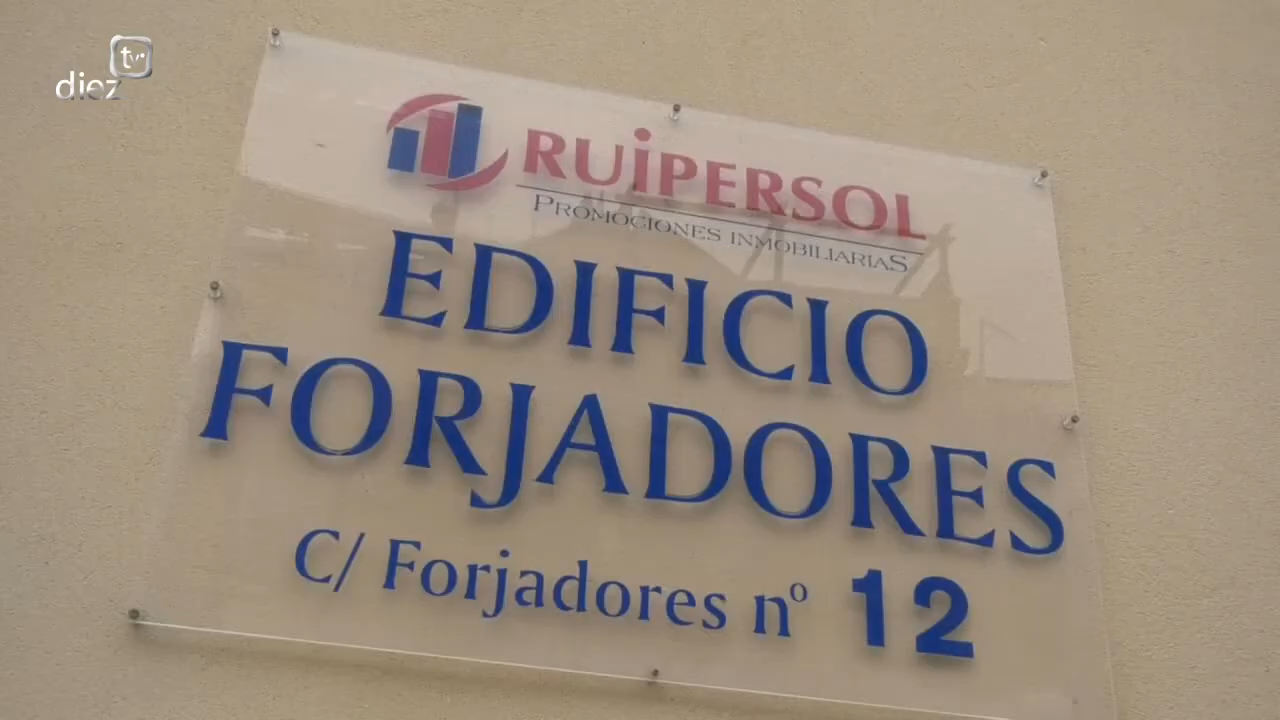 diez tv
RUiPERSOL
PROMOCIONES INMOBILIARIAS
EDIFICIO
FORJADORES
C/ Forjadores nº 12